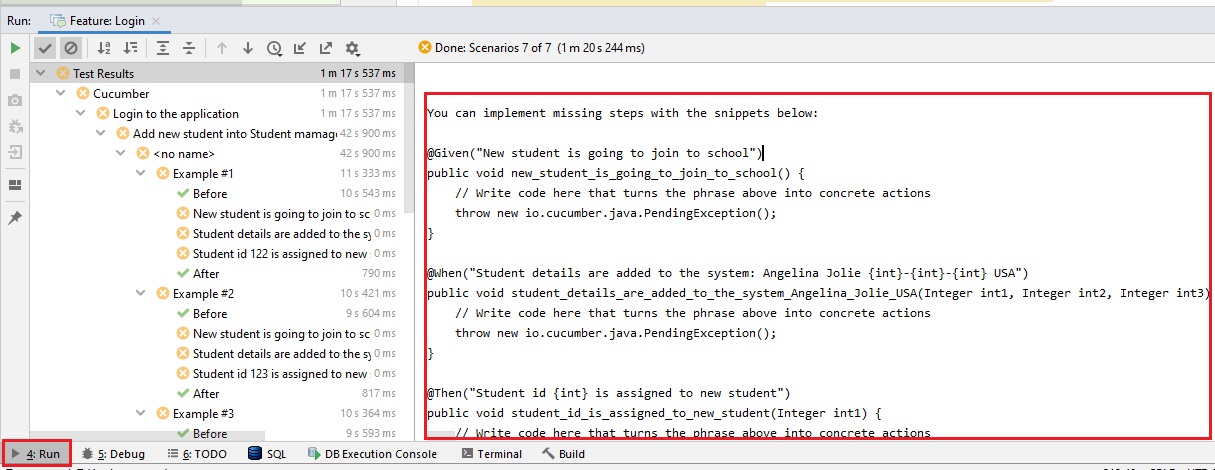 Run: Feature: Login
Done: Scenarios 7 of 7 (1 m 20 s 244 ms)
Test Results 1 m 17 s 537 ms
Cucumber 1 m 17 s 537 ms
Login to the application 1 m 17 s 537 ms
Add new student into Student mamage 42 s 900 ms
<no name> 42 s 900 ms
Example #1 11 s 333 ms
Before 10 s 543 ms
New student is going to join to sc 0 ms
Student details are added to the sy 0 ms
Student id 122 is assigned to new 0 ms
After 790 ms
Example #2 10 s 421 ms
Before 9 s 604 ms
New student is going to join to sc 0 ms
Student details are added to the sy 0 ms
Student id 123 is assigned to new 0 ms
After 817 ms
Example #3 10 s 364 ms
Before 9 s 593 ms
You can implement missing steps with the snippets below:
@Given("New student is going to join to school")
public void new_student_is_going_to_join_to_school() {
// Write code here that turns the phrase above into concrete actions
throw new io.cucumber.java.PendingException();
}
@When("Student details are added to the system: Angelina Jolie {int}-{int}-{int} USA")
public void student_details_are_added_to_the_system_Angelina_Jolie_USA(Integer int1, Integer int2, Integer int3)
// Write code here that turns the phrase above into concrete actions
throw new io.cucumber.java.PendingException();
}
@Then("Student id {int} is assigned to new student")
public void student_id_is_assigned_to_new_student(Integer int1) {
// Write code here that turns the phrase above into concrete actions
4: Run 5: Debug 6: TODO SQL DB Execution Console Terminal Build